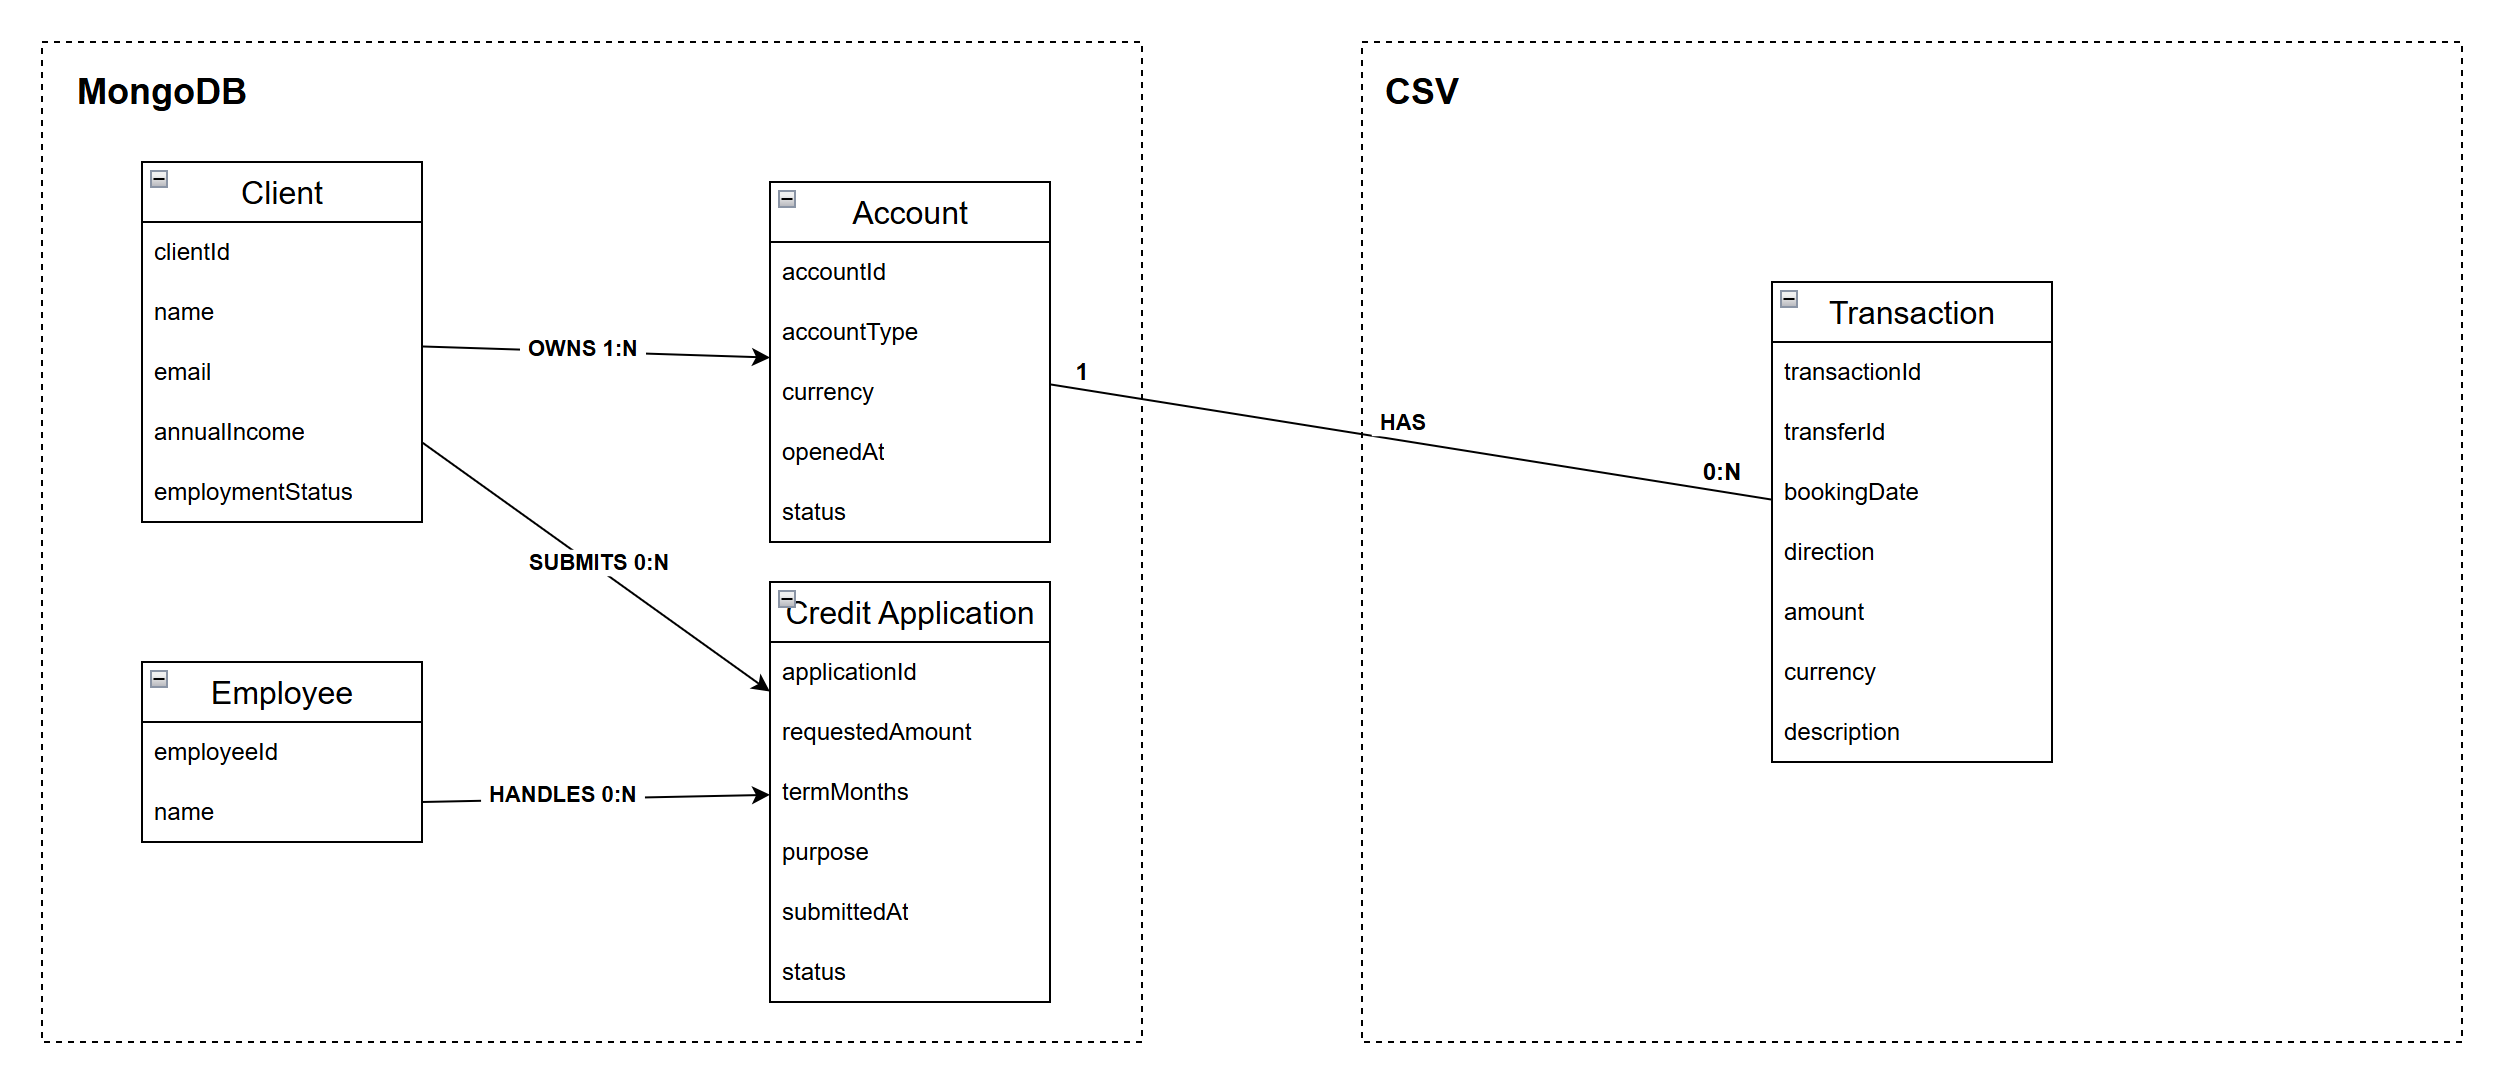 MongoDB
Client
clientId
name
email
annualIncome
employmentStatus
OWNS 1:N
Account
accountId
accountType
currency
openedAt
status
SUBMITS 0:N
Employee
employeeId
name
HANDLES 0:N
Credit Application
applicationId
requestedAmount
termMonths
purpose
submittedAt
status
1
HAS
0:N
CSV
Transaction
transactionId
transferId
bookingDate
direction
amount
currency
description